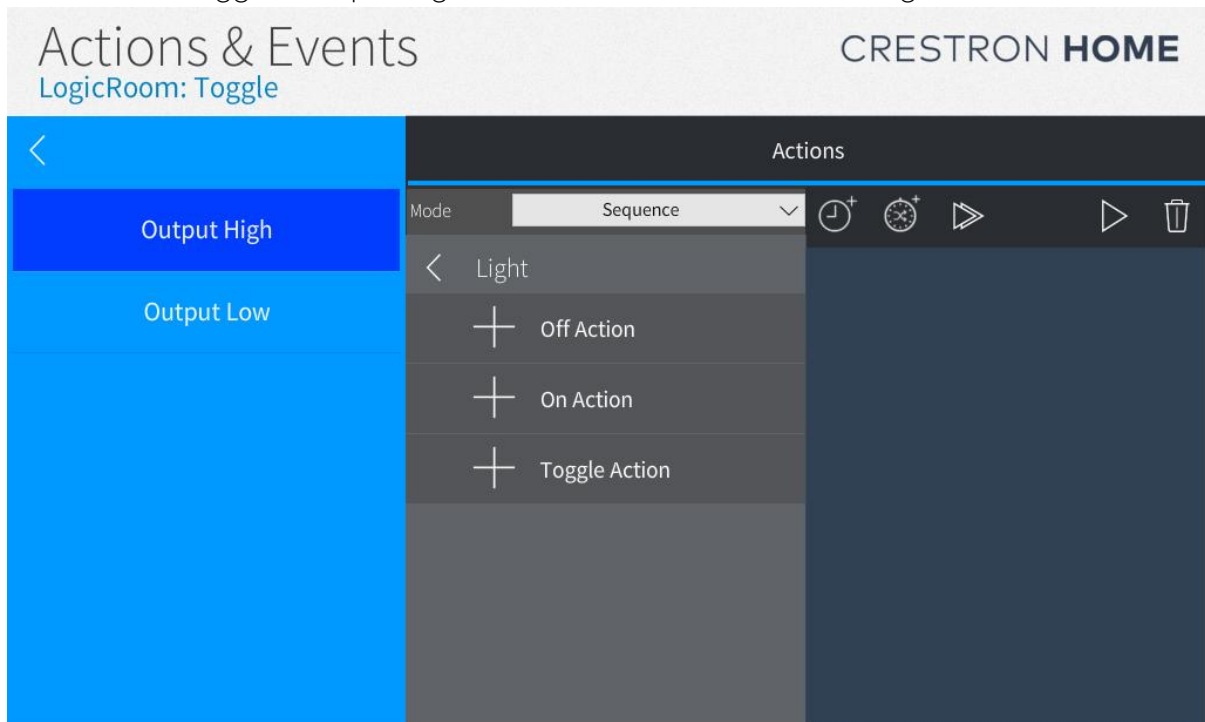 Actions & Events
CRESTRON HOME
LogicRoom: Toggle
Actions
Mode
Sequence
Output High
Light
Output Low
Off Action
On Action
Toggle Action